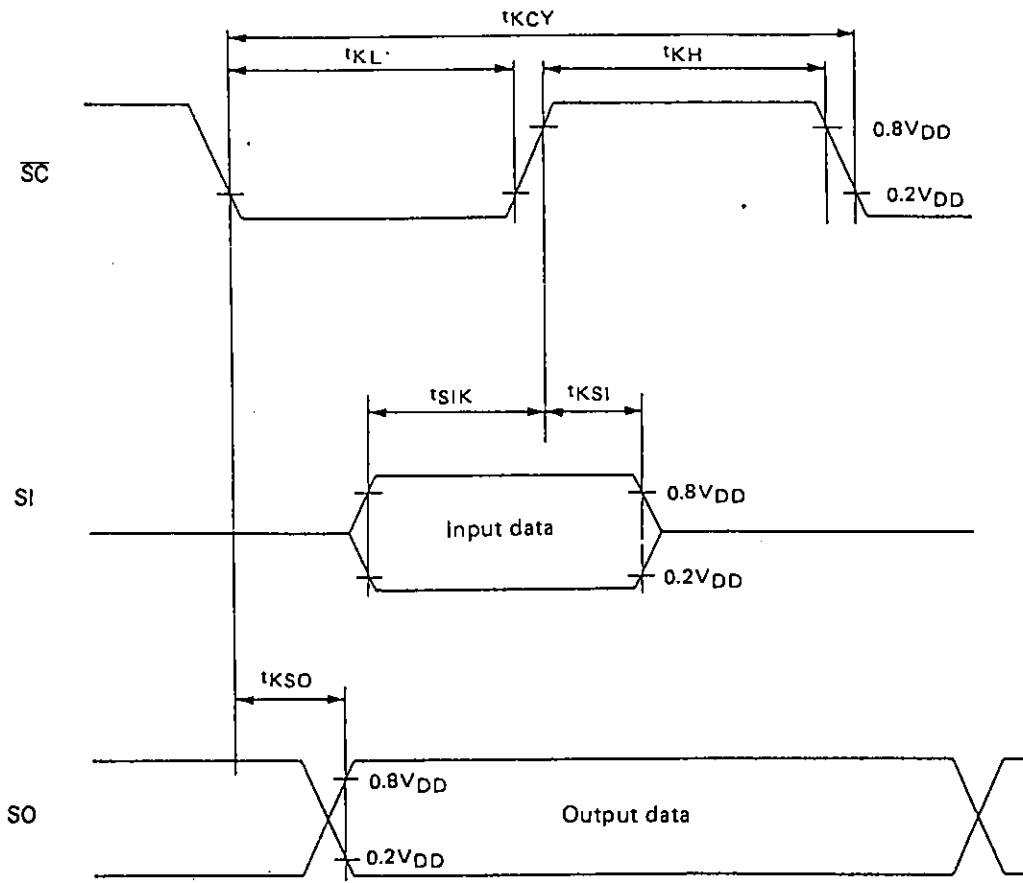 tKCY
tKL
tKH
0.8VDD
SC
0.2VDD
tSIK
tKSI
SI
0.8VDD
Input data
0.2VDD
tKSO
0.8VDD
SO
Output data
0.2VDD